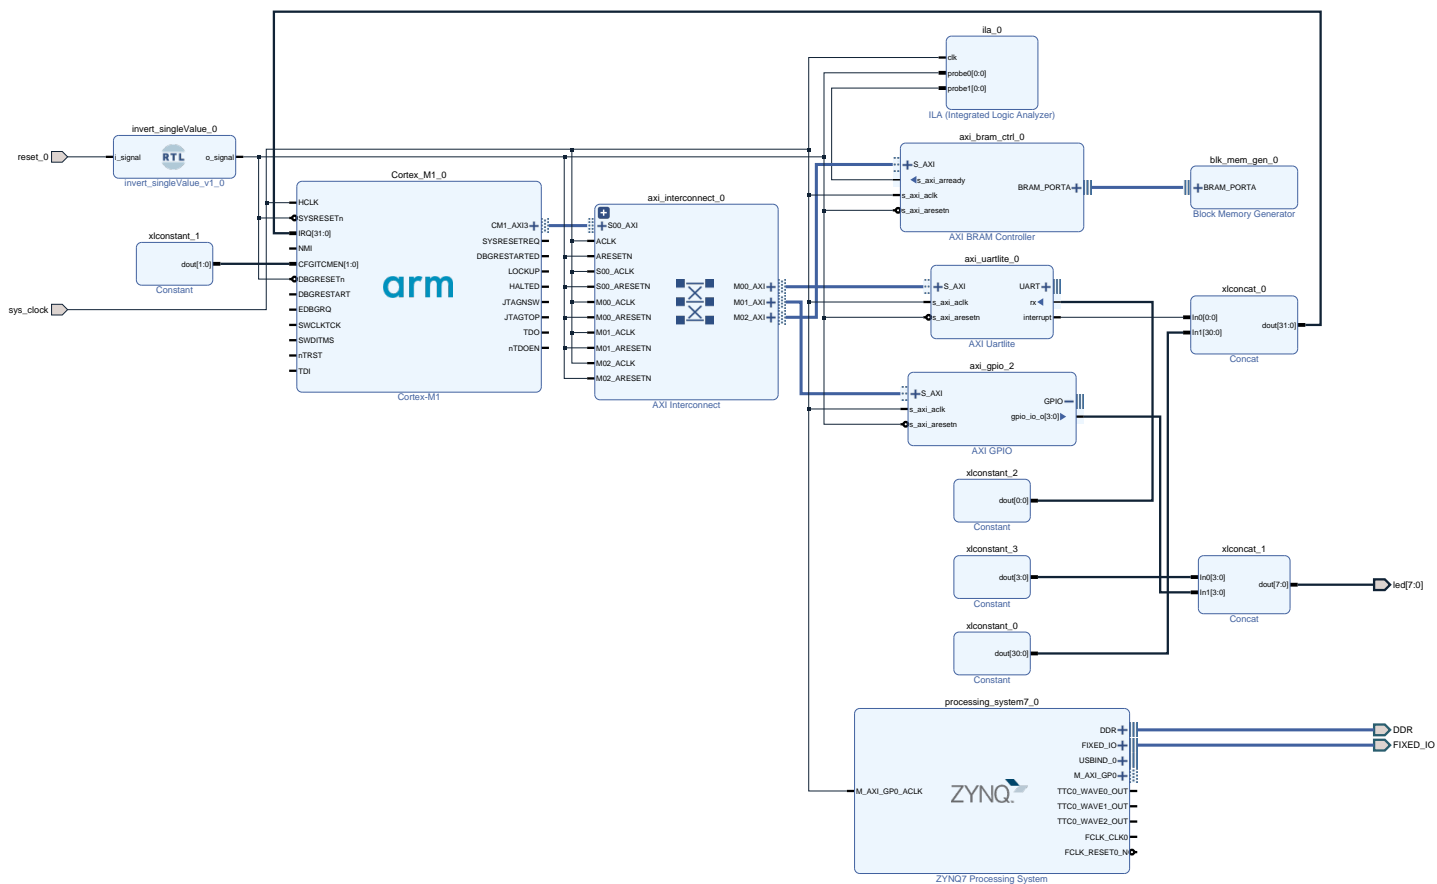 ila_0
clk
probe0[0:0]
probe1[0:0]
ILA (Integrated Logic Analyzer)
invert_singleValue_0
reset_0
i_signal
RTL
o_signal
invert_singleValue_v1_0
axi_bram_ctrl_0
S_AXI
s_axi_arready
s_axi_aclk
s_axi_aresetn
BRAM_PORTA
AXI BRAM Controller
blk_mem_gen_0
BRAM_PORTA
Block Memory Generator
Cortex_M1_0
HCLK
SYSRESETn
IRQ[31:0]
NMI
CFGITCMEN[1:0]
DBGRESETn
DBGRESTART
EDBGRQ
SWCLKTCK
SWDITMS
nTRST
TDI
arm
CM1_AXI3
SYSRESETREQ
DBGRESTARTED
LOCKUP
HALTED
JTAGNSW
JTAGTOP
TDO
nTDOEN
Cortex-M1
xlconstant_1
dout[1:0]
Constant
sys_clock
axi_interconnect_0
S00_AXI
ACLK
ARESETN
S00_ACLK
S00_ARESETN
M00_ACLK
M00_ARESETN
M01_ACLK
M01_ARESETN
M02_ACLK
M02_ARESETN
M00_AXI
M01_AXI
M02_AXI
AXI Interconnect
axi_uartlite_0
S_AXI
s_axi_aclk
s_axi_aresetn
UART
rx
interrupt
AXI Uartlite
xlconcat_0
In0[0:0]
In1[30:0]
dout[31:0]
Concat
axi_gpio_2
S_AXI
s_axi_aclk
s_axi_aresetn
GPIO
gpio_io_o[3:0]
AXI GPIO
xlconstant_2
dout[0:0]
Constant
xlconstant_3
dout[3:0]
Constant
xlconcat_1
In0[3:0]
In1[3:0]
dout[7:0]
Concat
led[7:0]
xlconstant_0
dout[30:0]
Constant
processing_system7_0
M_AXI_GP0_ACLK
ZYNQ
DDR
FIXED_IO
USBIND_0
M_AXI_GP0
TTC0_WAVE0_OUT
TTC0_WAVE1_OUT
TTC0_WAVE2_OUT
FCLK_CLK0
FCLK_RESET0_N
ZYNQ7 Processing System
DDR
FIXED_IO